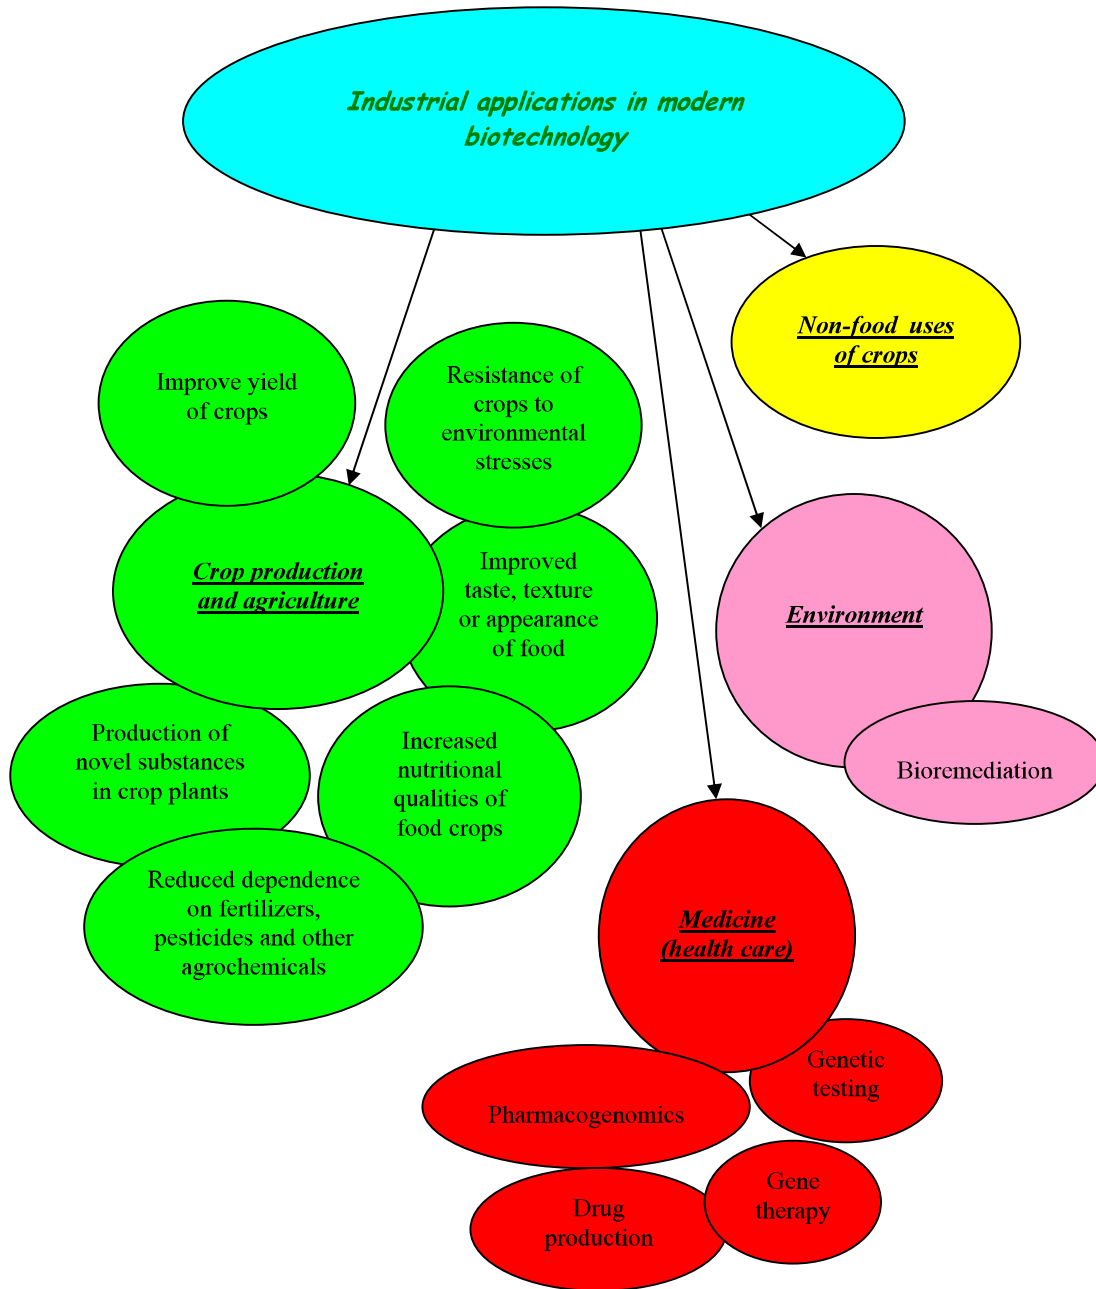 Industrial applications in modern
biotechnology
Non-food  uses
of crops
Improve yield
of crops
Resistance of
crops to
environmental
stresses
Crop production
and agriculture
Improved
taste, texture
or appearance
of food
Environment
Production of
novel substances
in crop plants
Increased
nutritional
qualities of
food crops
Bioremediation
Reduced dependence
on fertilizers,
pesticides and other
agrochemicals
Medicine
(health care)
Genetic
testing
Pharmacogenomics
Gene
therapy
Drug
production